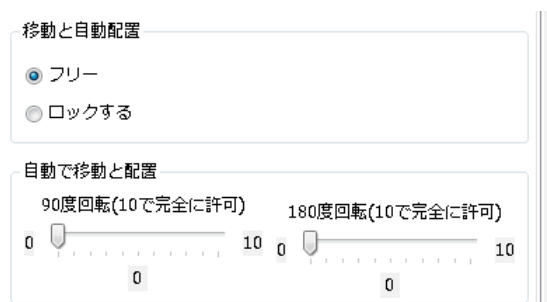 移動と自動配置
フリー
ロックする
自動で移動と配置
90度回転(10で完全に許可)
0 10
0
180度回転(10で完全に許可)
0 10
0